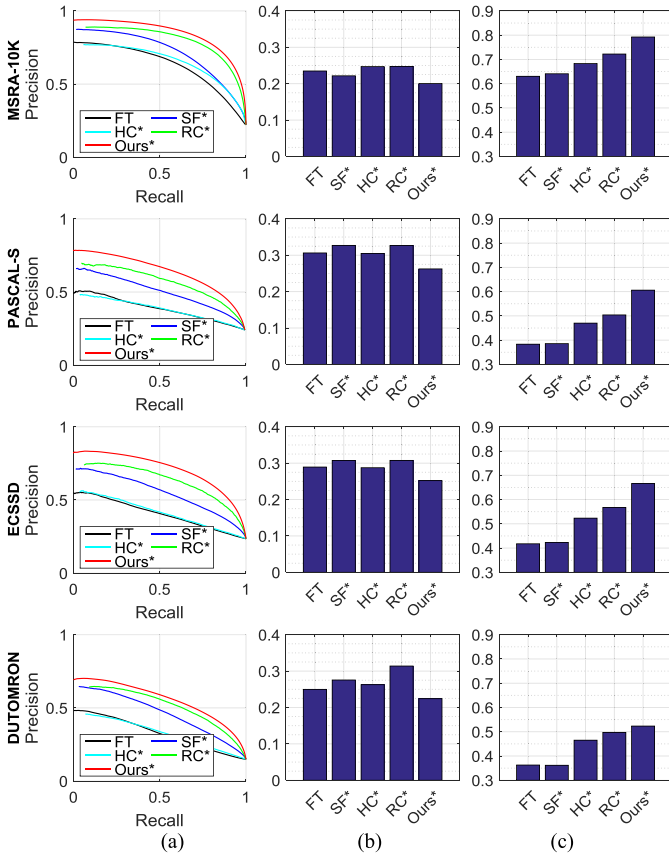 MSRA-10K
Precision
1
0.5
0
FT
SF*
HC*
RC*
Ours*
0
0.5
1
Recall
0.4
0.3
0.2
0.1
0
FT
SF*
HC*
RC*
Ours*
0.9
0.8
0.7
0.6
0.5
0.4
0.3
FT
SF*
HC*
RC*
Ours*
PASCAL-S
Precision
1
0.5
0
FT
SF*
HC*
RC*
Ours*
0
0.5
1
Recall
0.4
0.3
0.2
0.1
0
FT
SF*
HC*
RC*
Ours*
0.9
0.8
0.7
0.6
0.5
0.4
0.3
FT
SF*
HC*
RC*
Ours*
ECSSD
Precision
1
0.5
0
FT
SF*
HC*
RC*
Ours*
0
0.5
1
Recall
0.4
0.3
0.2
0.1
0
FT
SF*
HC*
RC*
Ours*
0.9
0.8
0.7
0.6
0.5
0.4
0.3
FT
SF*
HC*
RC*
Ours*
DUTOMRON
Precision
1
0.5
0
FT
SF*
HC*
RC*
Ours*
0
0.5
1
Recall
0.4
0.3
0.2
0.1
0
FT
SF*
HC*
RC*
Ours*
0.9
0.8
0.7
0.6
0.5
0.4
0.3
FT
SF*
HC*
RC*
Ours*
(a)
(b)
(c)